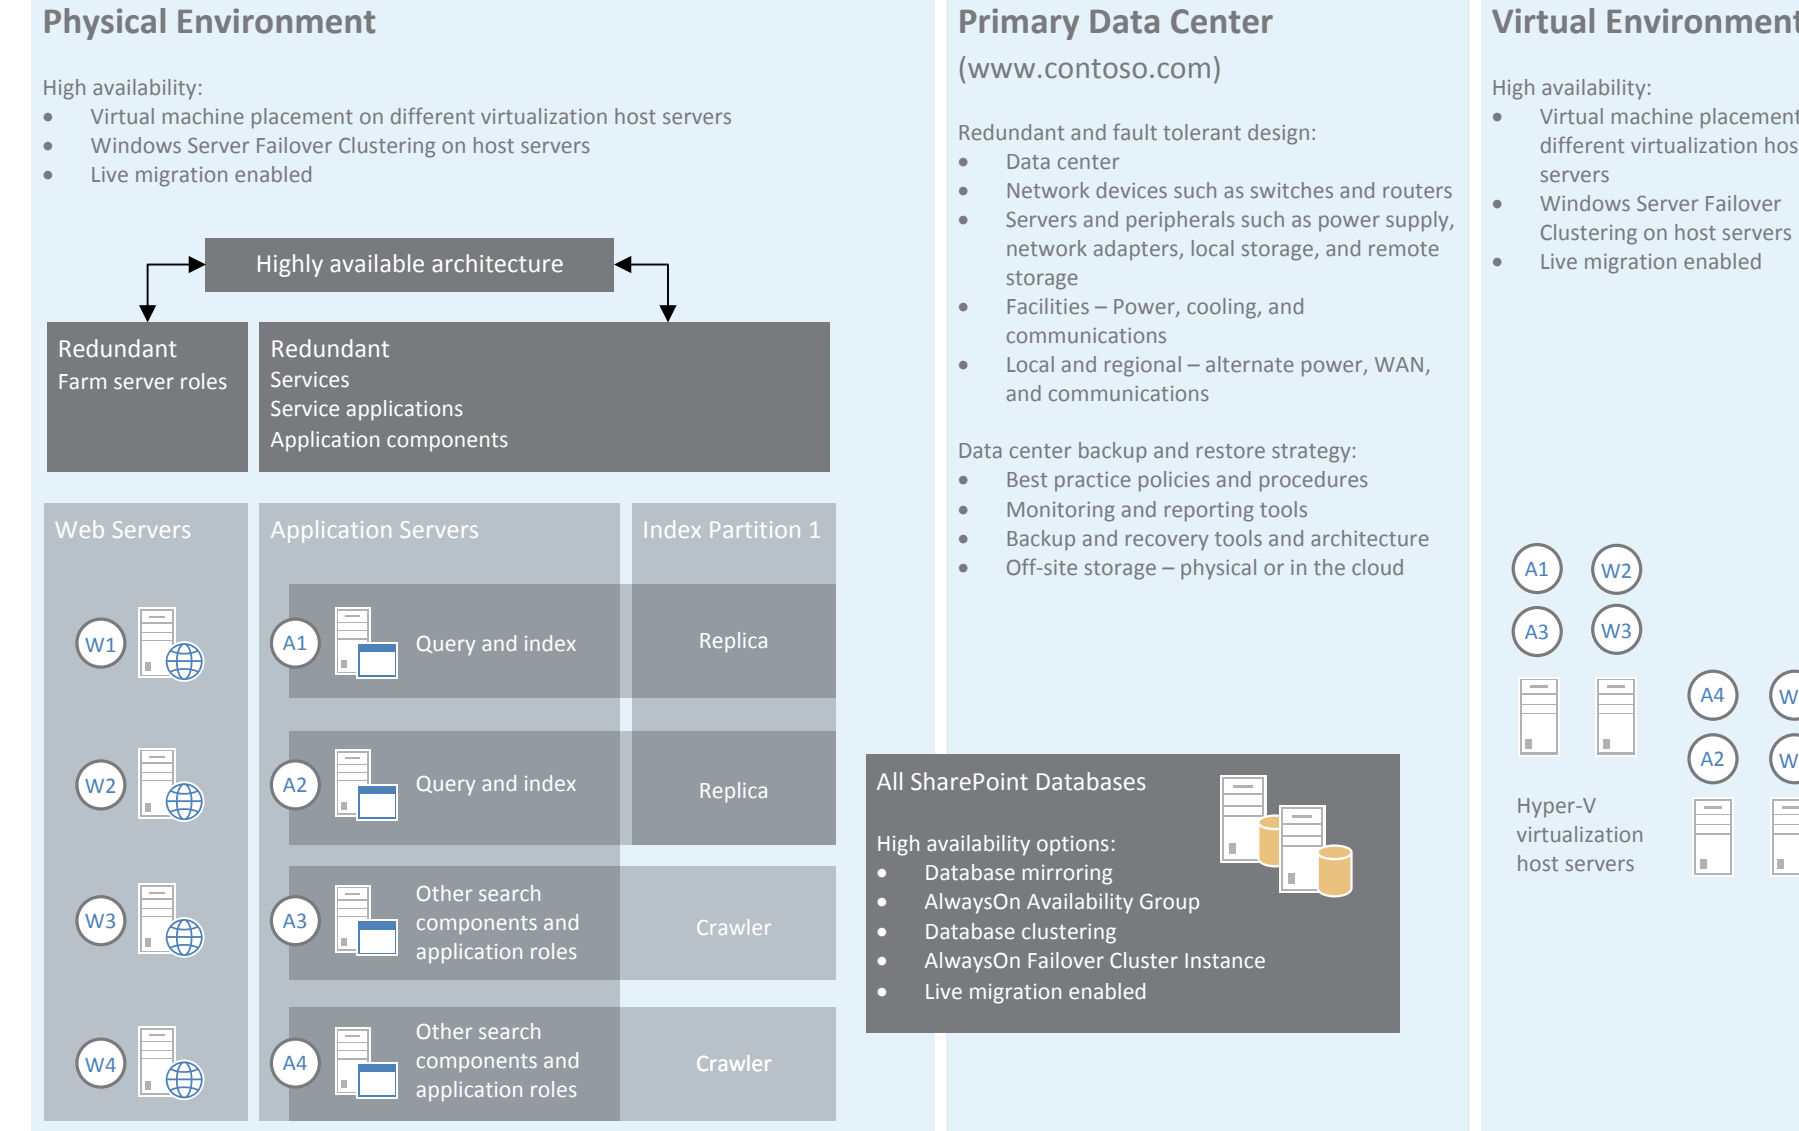 Physical Environment
High availability:
• Virtual machine placement on different virtualization host servers
• Windows Server Failover Clustering on host servers
• Live migration enabled
Highly available architecture
Redundant
Farm server roles
Redundant
Services
Service applications
Application components
Web Servers
Application Servers
Index Partition 1
W1
A1
Query and index
Replica
W2
A2
Query and index
Replica
W3
A3
Other search
components and
application roles
Crawler
W4
A4
Other search
components and
application roles
Crawler
Primary Data Center
(www.contoso.com)
Redundant and fault tolerant design:
• Data center
• Network devices such as switches and routers
• Servers and peripherals such as power supply,
network adapters, local storage, and remote
storage
• Facilities – Power, cooling, and
communications
• Local and regional – alternate power, WAN,
and communications
Data center backup and restore strategy:
• Best practice policies and procedures
• Monitoring and reporting tools
• Backup and recovery tools and architecture
• Off-site storage – physical or in the cloud
All SharePoint Databases
High availability options:
• Database mirroring
• AlwaysOn Availability Group
• Database clustering
• AlwaysOn Failover Cluster Instance
• Live migration enabled
Virtual Environment
High availability:
• Virtual machine placement
different virtualization host
servers
• Windows Server Failover
Clustering on host servers
• Live migration enabled
A1
W2
A3
W3
A4
A2
Hyper-V
virtualization
host servers